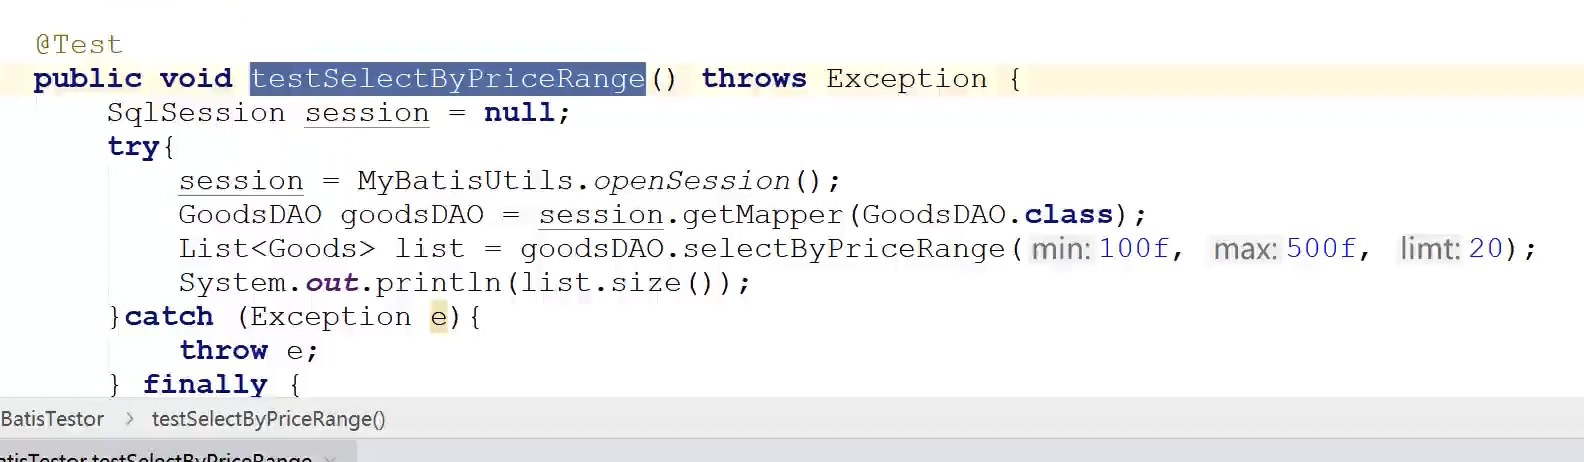 @Test
public void testSelectByPriceRange() throws Exception {
SqlSession session = null;
try{
session = MyBatisUtils.openSession();
GoodsDAO goodsDAO = session.getMapper(GoodsDAO.class);
List<Goods> list = goodsDAO.selectByPriceRange( min: 100f, max: 500f, limt: 20);
System.out.println(list.size());
}catch (Exception e){
throw e;
} finally {
BatisTestor > testSelectByPriceRange()
atisTestor.testSelectByPriceRange ×